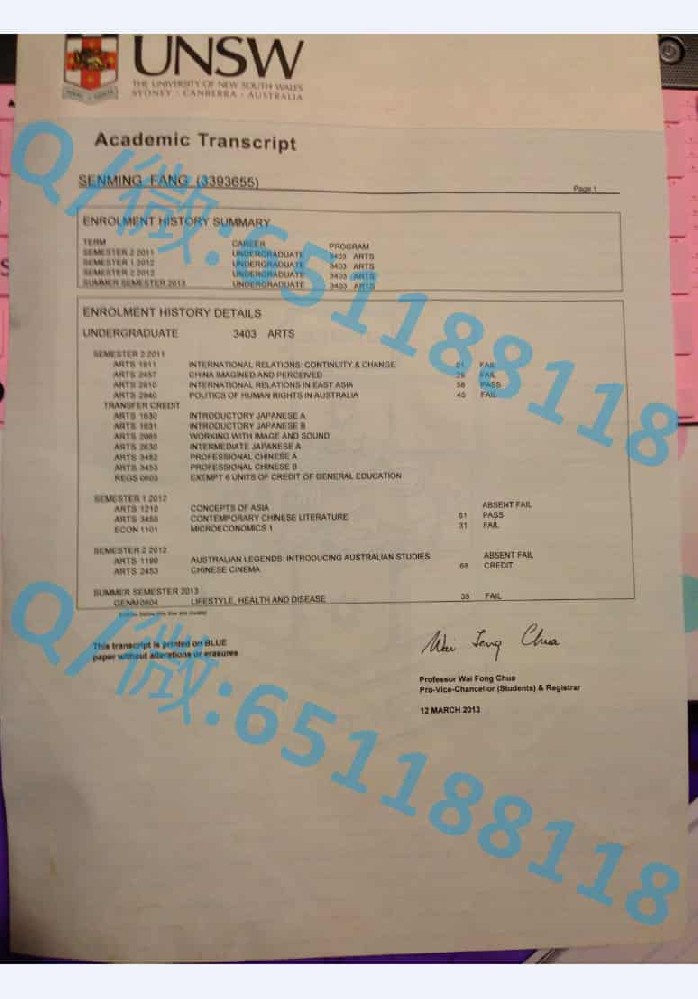 UNSW
THE UNIVERSITY OF NEW SOUTH WALES
SYDNEY · CANBERRA · AUSTRALIA
Academic Transcript
SENMING FANG (3393655)
Page 1
ENROLMENT HISTORY SUMMARY
TERM CAREER PROGRAM
SEMESTER 2 2011 UNDERGRADUATE 3403 ARTS
SEMESTER 1 2012 UNDERGRADUATE 3403 ARTS
SEMESTER 2 2012 UNDERGRADUATE 3403 ARTS
SUMMER SEMESTER 2013 UNDERGRADUATE 3403 ARTS
ENROLMENT HISTORY DETAILS
UNDERGRADUATE 3403 ARTS
SEMESTER 2 2011
ARTS 1811 INTERNATIONAL RELATIONS: CONTINUITY & CHANGE FAIL
ARTS 2457 CHINA IMAGINED AND PERCEIVED FAIL
ARTS INTERNATIONAL RELATIONS IN EAST ASIA PASS
ARTS POLITICS OF HUMAN RIGHTS IN AUSTRALIA 45 FAIL
TRANSFER CREDIT
ARTS 1630 INTRODUCTORY JAPANESE A
ARTS 1631 INTRODUCTORY JAPANESE B
ARTS WORKING WITH IMAGE AND SOUND
ARTS 2630 INTERMEDIATE JAPANESE A
ARTS 3452 PROFESSIONAL CHINESE A
ARTS 3453 PROFESSIONAL CHINESE B
REGS EXEMPT 6 UNITS OF CREDIT OF GENERAL EDUCATION
SEMESTER 1 2012
ARTS 1210 CONCEPTS OF ASIA ABSENT FAIL
ARTS CONTEMPORARY CHINESE LITERATURE 51 PASS
ECON 1101 MICROECONOMICS 1 31 FAIL
SEMESTER 2 2012
ARTS 1190 AUSTRALIAN LEGENDS: INTRODUCING AUSTRALIAN STUDIES ABSENT FAIL
ARTS 2453 CHINESE CINEMA 68 CREDIT
SUMMER SEMESTER 2013
LIFESTYLE, HEALTH AND DISEASE 35 FAIL
This transcript is printed on BLUE
paper without alterations or erasures
Wai Fong Chua
Professor Wai Fong Chua
Pro-Vice-Chancellor (Students) & Registrar
12 MARCH 2013
Q/微:651188118
Q/微:651188118